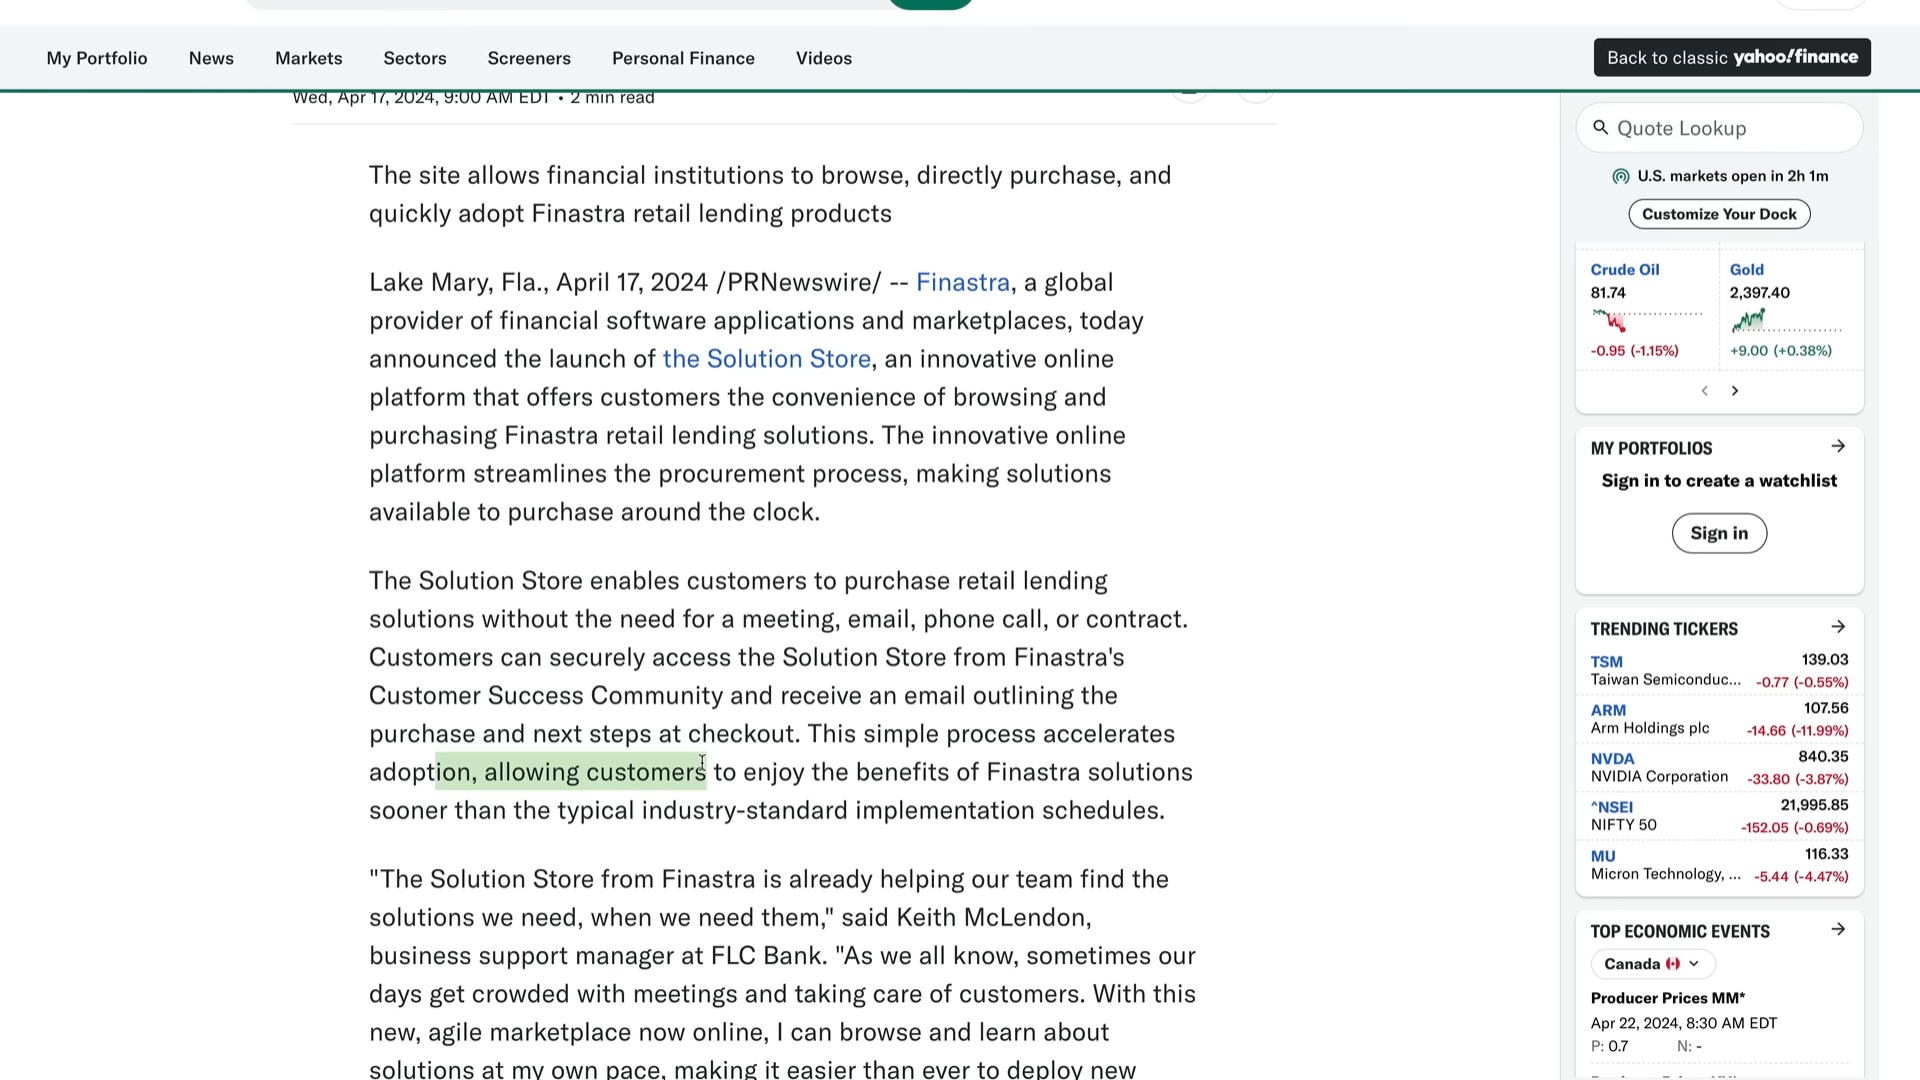 My Portfolio News Markets Sectors Screeners Personal Finance Videos
Back to classic yahoo!finance
Wed, Apr 17, 2024, 9:00 AM EDT • 2 min read
The site allows financial institutions to browse, directly purchase, and
quickly adopt Finastra retail lending products
Lake Mary, Fla., April 17, 2024 /PRNewswire/ -- Finastra, a global
provider of financial software applications and marketplaces, today
announced the launch of the Solution Store, an innovative online
platform that offers customers the convenience of browsing and
purchasing Finastra retail lending solutions. The innovative online
platform streamlines the procurement process, making solutions
available to purchase around the clock.
The Solution Store enables customers to purchase retail lending
solutions without the need for a meeting, email, phone call, or contract.
Customers can securely access the Solution Store from Finastra's
Customer Success Community and receive an email outlining the
purchase and next steps at checkout. This simple process accelerates
adoption, allowing customers to enjoy the benefits of Finastra solutions
sooner than the typical industry-standard implementation schedules.
"The Solution Store from Finastra is already helping our team find the
solutions we need, when we need them," said Keith McLendon,
business support manager at FLC Bank. "As we all know, sometimes our
days get crowded with meetings and taking care of customers. With this
new, agile marketplace now online, I can browse and learn about
solutions at my own pace, making it easier than ever to deploy new
Quote Lookup
U.S. markets open in 2h 1m
Customize Your Dock
Crude Oil Gold
81.74 2,397.40
-0.95 (-1.15%) +9.00 (+0.38%)
MY PORTFOLIOS
Sign in to create a watchlist
Sign in
TRENDING TICKERS
TSM 139.03
Taiwan Semiconduc... -0.77 (-0.55%)
ARM 107.56
Arm Holdings plc -14.66 (-11.99%)
NVDA 840.35
NVIDIA Corporation -33.80 (-3.87%)
^NSEI 21,995.85
NIFTY 50 -152.05 (-0.69%)
MU 116.33
Micron Technology, ... -5.44 (-4.47%)
TOP ECONOMIC EVENTS
Canada
Producer Prices MM*
Apr 22, 2024, 8:30 AM EDT
P: 0.7 N: -